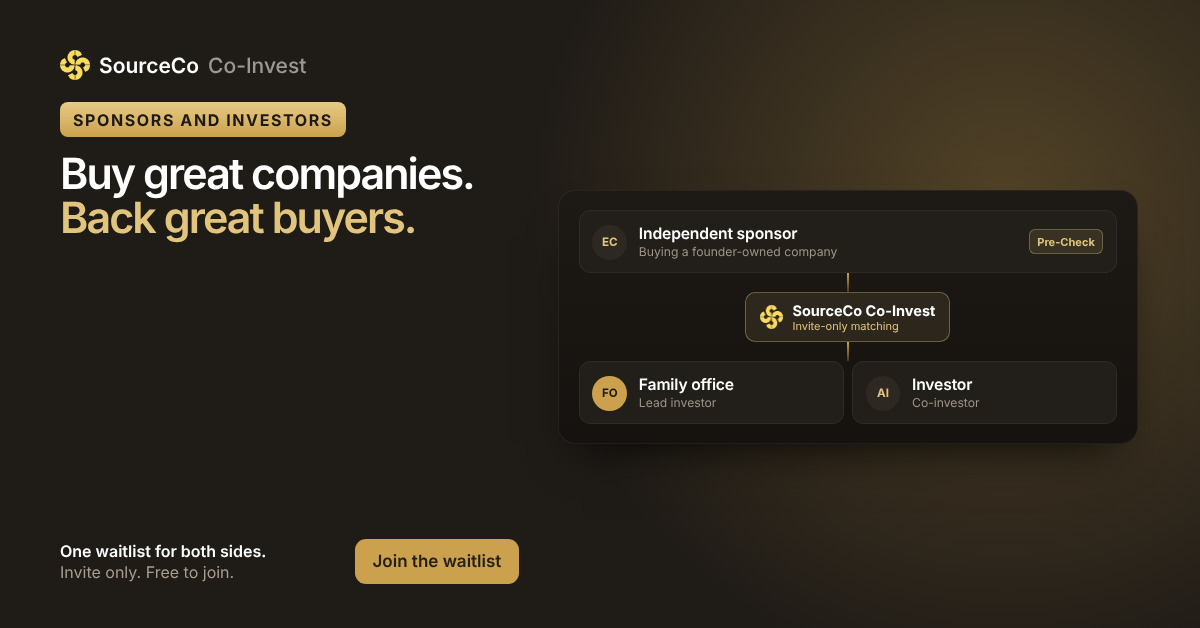 SourceCo Co-Invest
SPONSORS AND INVESTORS
Buy great companies.
Back great buyers.
EC
Independent sponsor
Buying a founder-owned company
Pre-Check
SourceCo Co-Invest
Invite-only matching
FO
Family office
Lead investor
AI
Investor
Co-investor
One waitlist for both sides.
Invite only. Free to join.
Join the waitlist